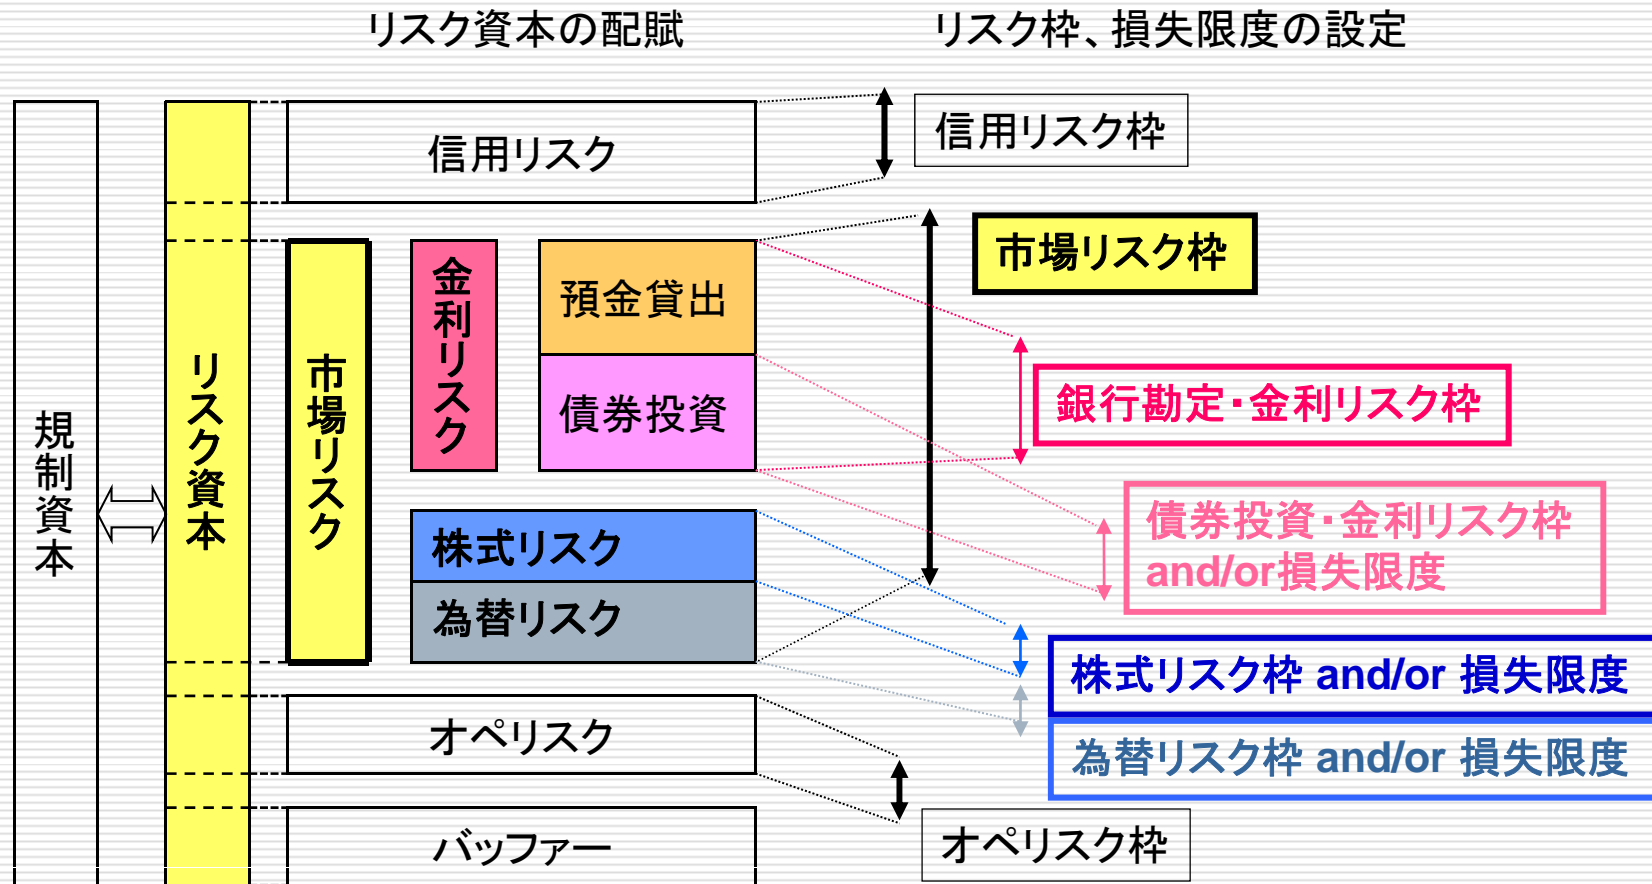 リスク資本の配賦
リスク枠、損失限度の設定
規制資本
リスク資本
信用リスク
信用リスク枠
市場リスク
金利リスク
預金貸出
債券投資
市場リスク枠
銀行勘定・金利リスク枠
債券投資・金利リスク枠
and/or損失限度
株式リスク
為替リスク
株式リスク枠 and/or 損失限度
為替リスク枠 and/or 損失限度
オペリスク
オペリスク枠
バッファー